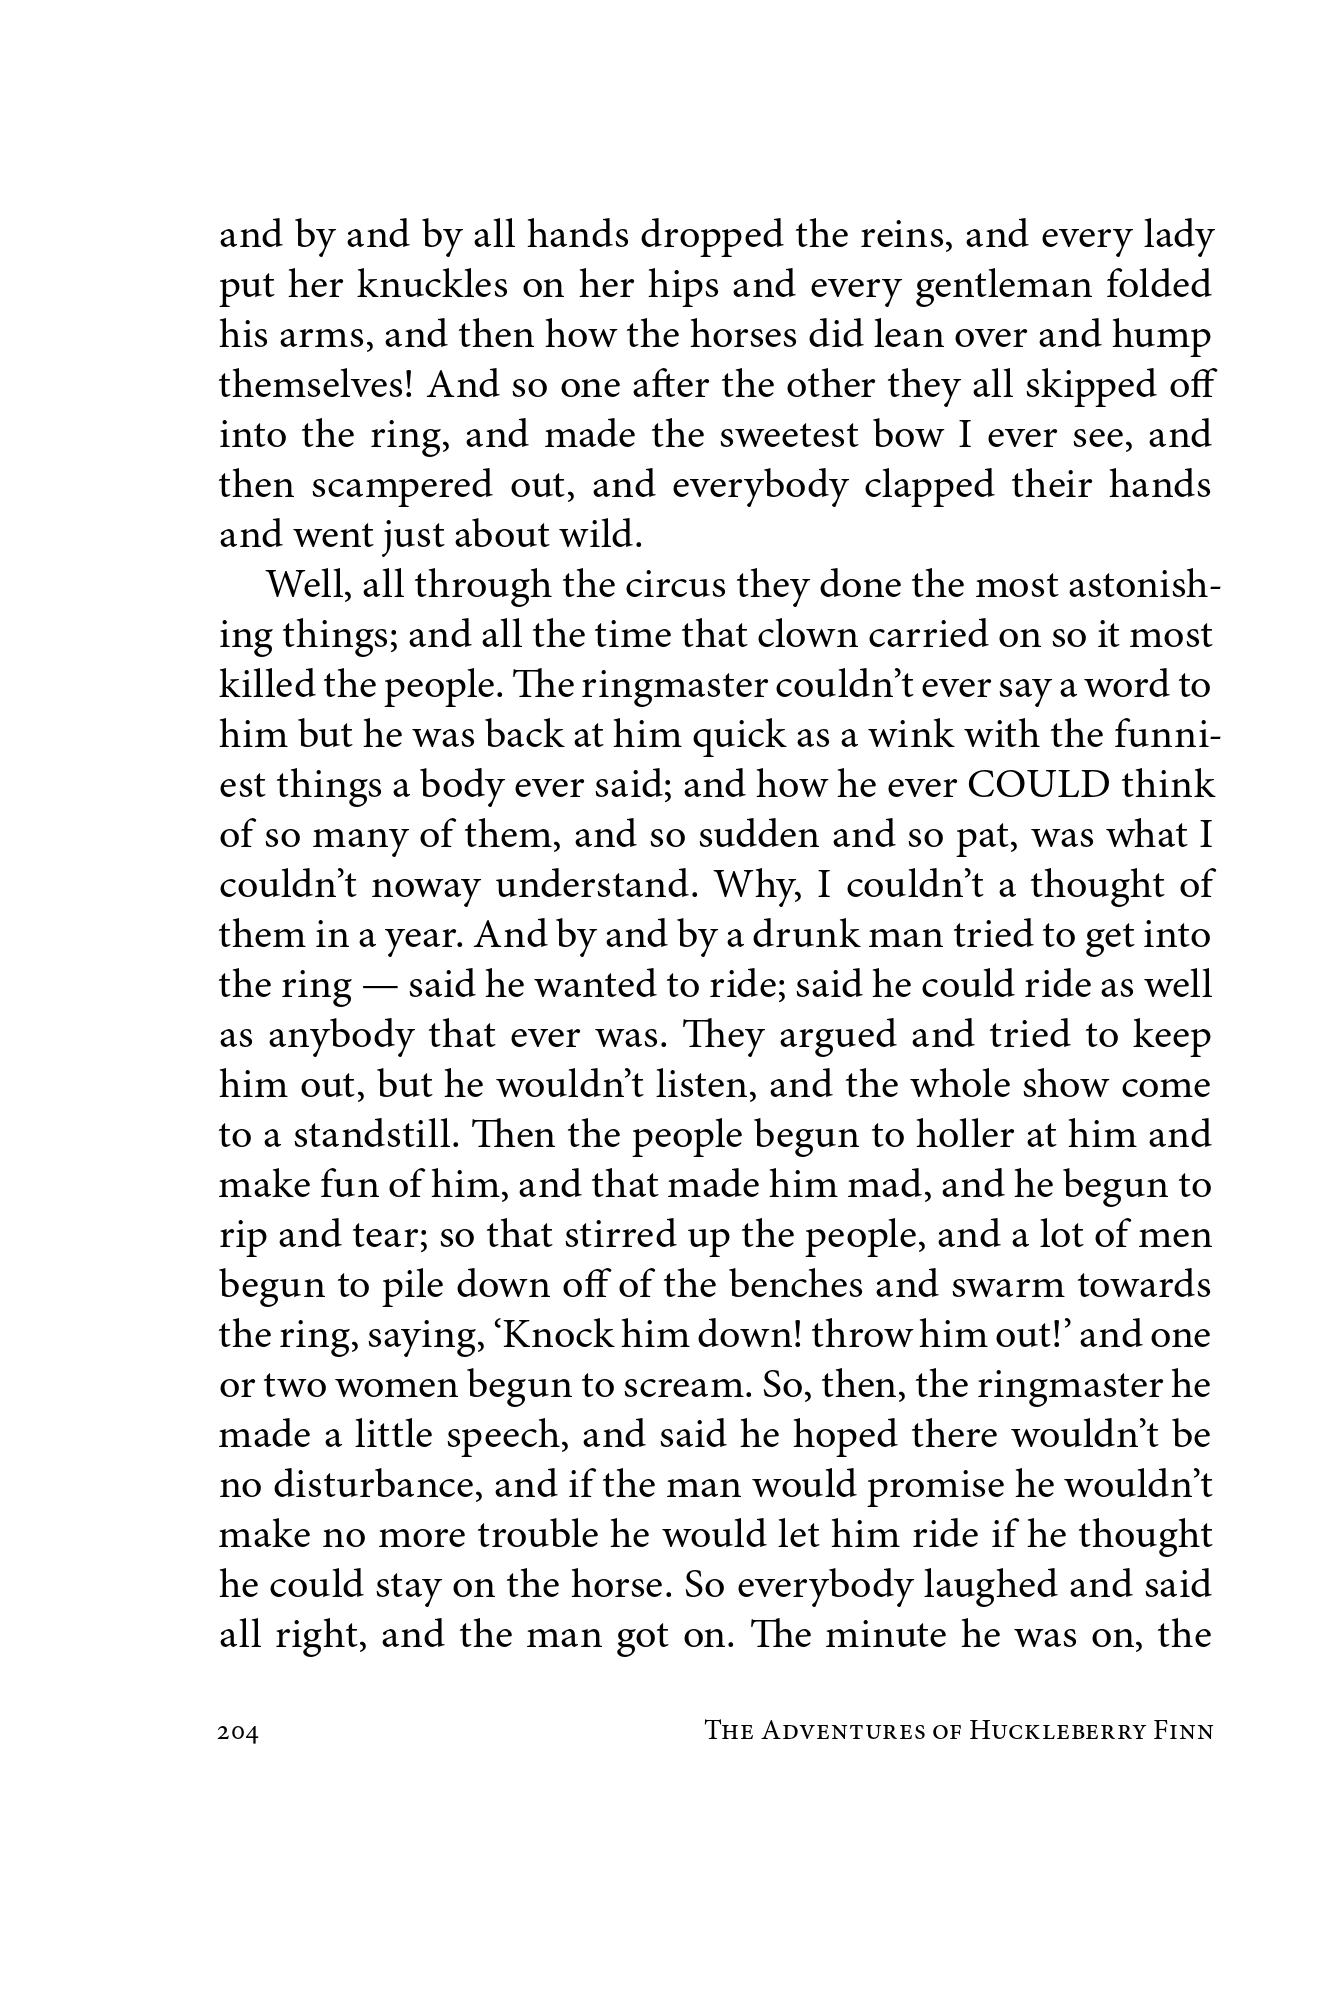 and by and by all hands dropped the reins, and every lady
put her knuckles on her hips and every gentleman folded
his arms, and then how the horses did lean over and hump
themselves! And so one after the other they all skipped off
into the ring, and made the sweetest bow I ever see, and
then scampered out, and everybody clapped their hands
and went just about wild.
Well, all through the circus they done the most astonish-
ing things; and all the time that clown carried on so it most
killed the people. The ringmaster couldn’t ever say a word to
him but he was back at him quick as a wink with the funni-
est things a body ever said; and how he ever COULD think
of so many of them, and so sudden and so pat, was what I
couldn’t noway understand. Why, I couldn’t a thought of
them in a year. And by and by a drunk man tried to get into
the ring — said he wanted to ride; said he could ride as well
as anybody that ever was. They argued and tried to keep
him out, but he wouldn’t listen, and the whole show come
to a standstill. Then the people begun to holler at him and
make fun of him, and that made him mad, and he begun to
rip and tear; so that stirred up the people, and a lot of men
begun to pile down off of the benches and swarm towards
the ring, saying, ‘Knock him down! throw him out!’ and one
or two women begun to scream. So, then, the ringmaster he
made a little speech, and said he hoped there wouldn’t be
no disturbance, and if the man would promise he wouldn’t
make no more trouble he would let him ride if he thought
he could stay on the horse. So everybody laughed and said
all right, and the man got on. The minute he was on, the
204 The Adventures of Huckleberry Finn